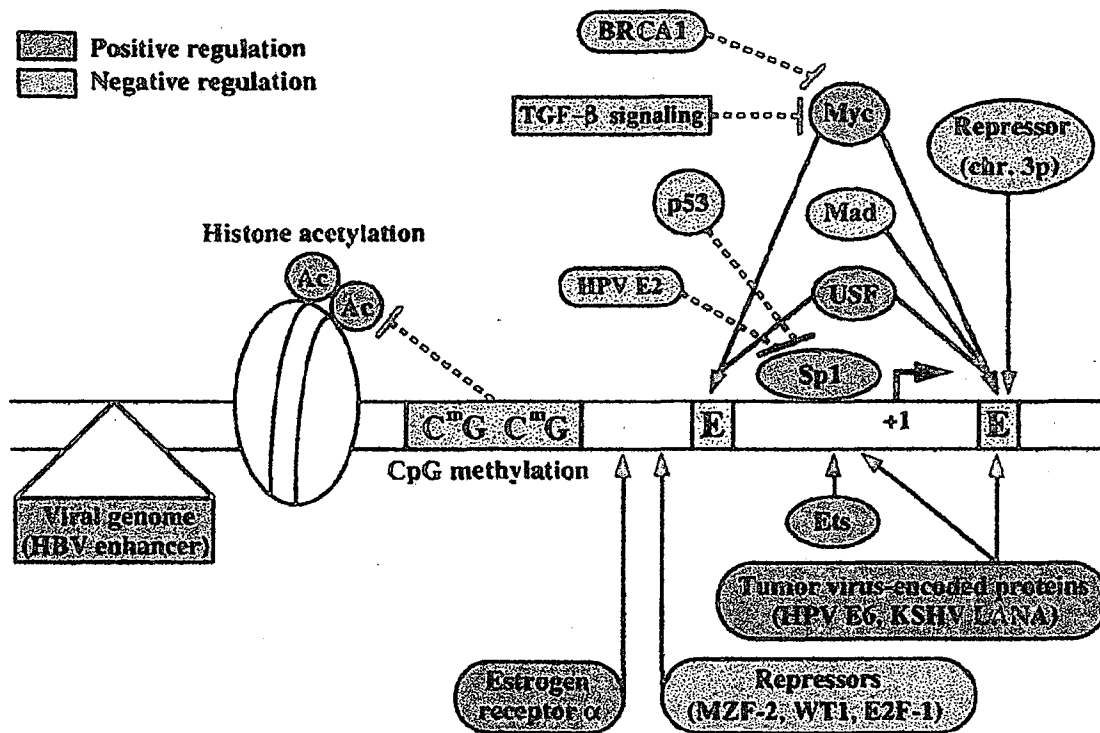 Positive regulation
Negative regulation
BRCA1
TGF-β signaling
Myc
Repressor
(chr. 3p)
p53
Mad
Histone acetylation
Ac
Ac
HPV E2
USF
Sp1
CᵐG CᵐG
E
+1
E
CpG methylation
Viral genome
(HBV enhancer)
Ets
Tumor virus-encoded proteins
(HPV E6, KSHV LANA)
Estrogen
receptor α
Repressors
(MZF-2, WT1, E2F-1)